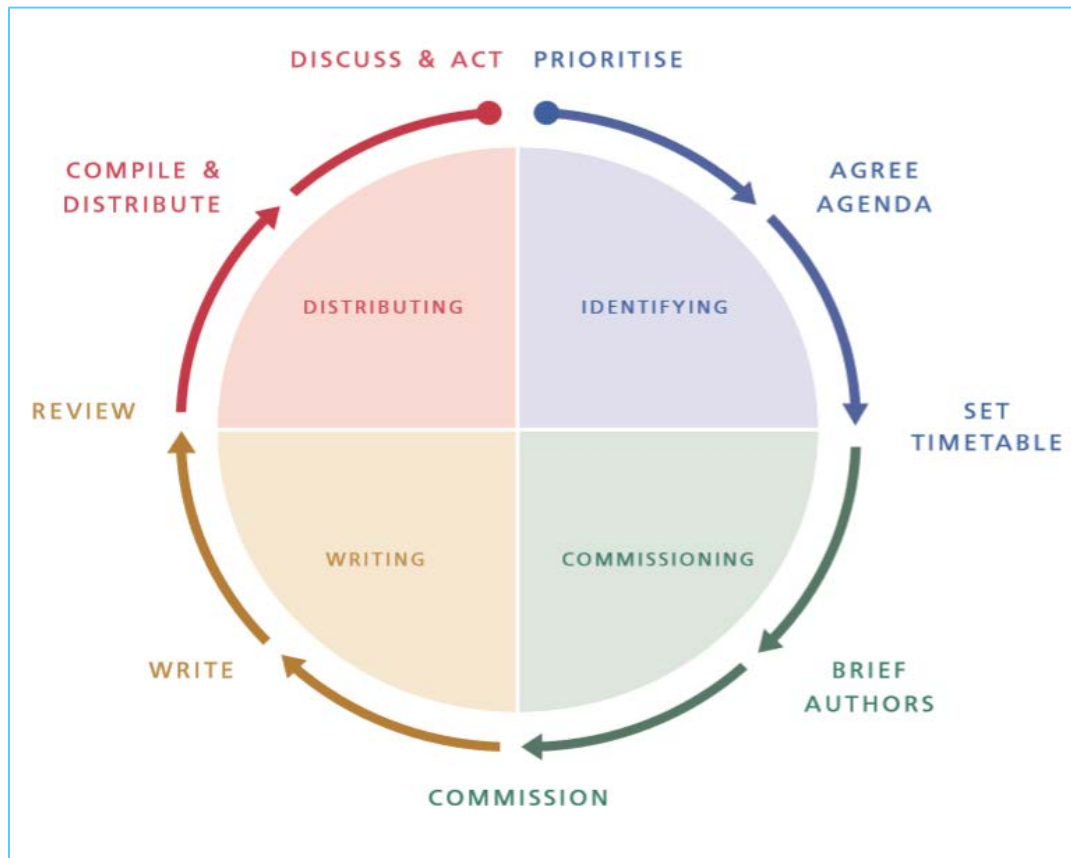 DISCUSS & ACT
PRIORITISE
COMPILE &
DISTRIBUTE
AGREE
AGENDA
DISTRIBUTING
IDENTIFYING
REVIEW
SET
TIMETABLE
WRITING
COMMISSIONING
WRITE
BRIEF
AUTHORS
COMMISSION